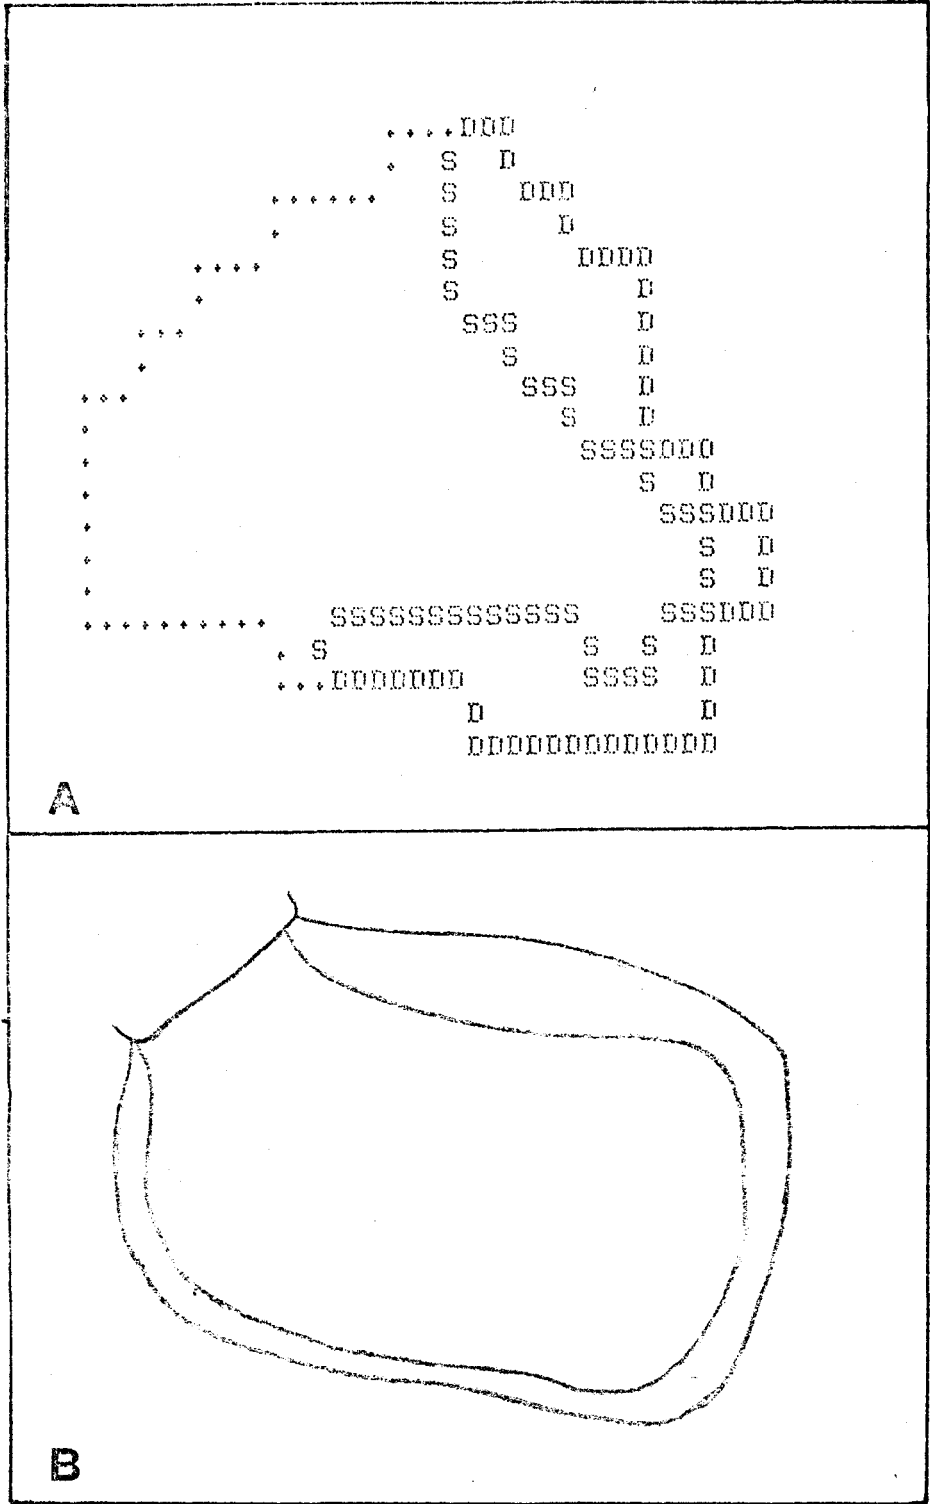 ....DDD
. S D
...... S DDD
. S D
.... S DDDD
. S D
... SSS D
. S D
... SSS D
. S D
. SSSSDDD
. S D
. SSSDDD
. S D
. S D
.......... SSSSSSSSSSSSS SSSDDD
. S S S D
...DDDDDDD SSSS D
D D
DDDDDDDDDDDDD
A
B